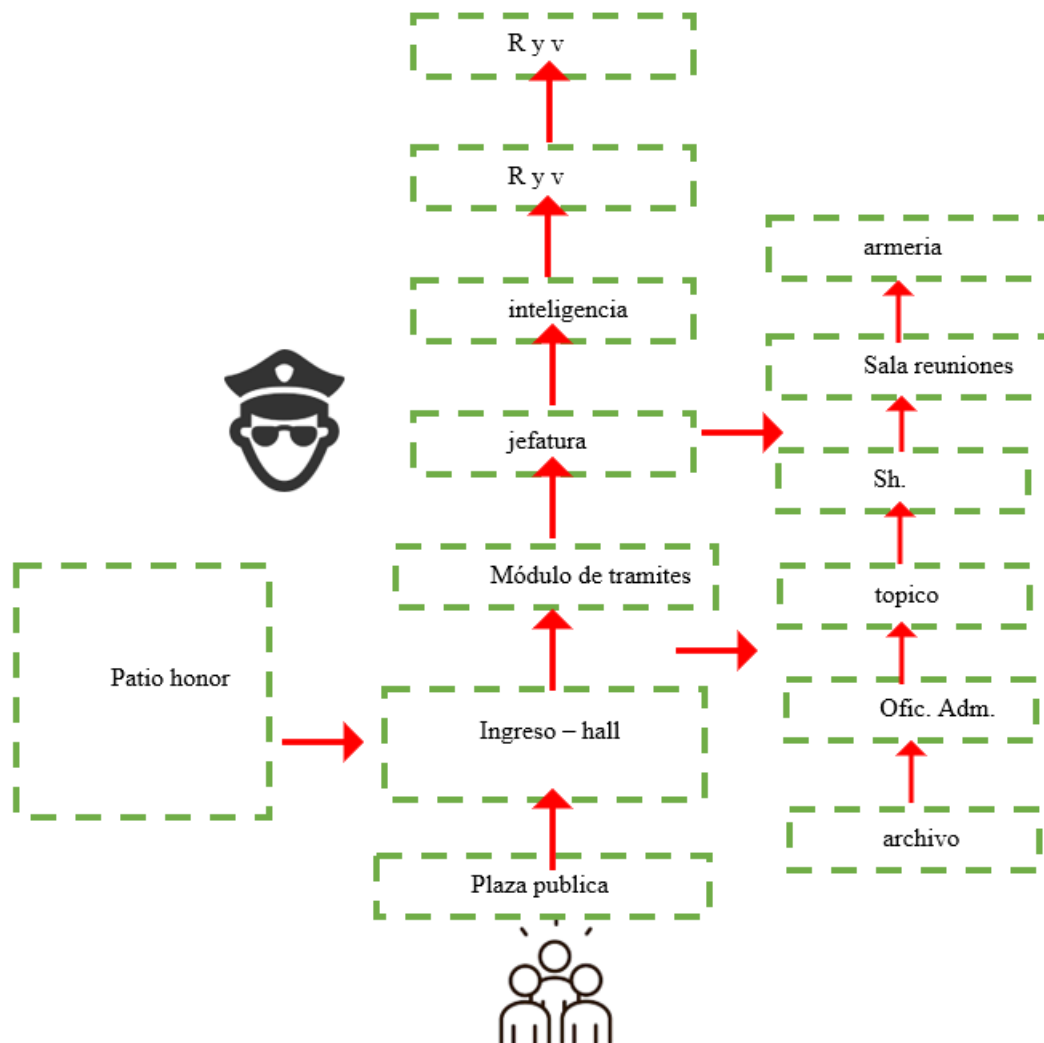 R y v
R y v
inteligencia
jefatura
Módulo de tramites
Ingreso – hall
Plaza publica
Patio honor
armeria
Sala reuniones
Sh.
topico
Ofic. Adm.
archivo